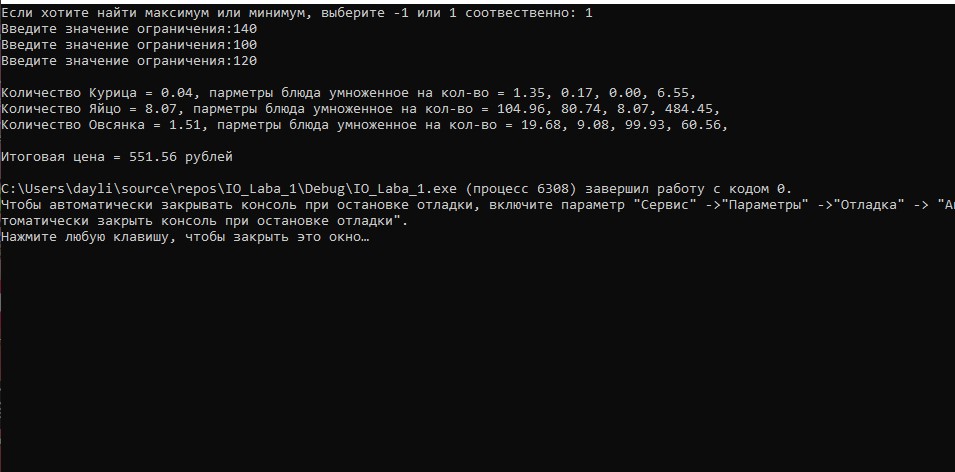 Если хотите найти максимум или минимум, выберите -1 или 1 соотвественно: 1
Введите значение ограничения:140
Введите значение ограничения:100
Введите значение ограничения:120
Количество Курица = 0.04, парметры блюда умноженное на кол-во = 1.35, 0.17, 0.00, 6.55,
Количество Яйцо = 8.07, парметры блюда умноженное на кол-во = 104.96, 80.74, 8.07, 484.45,
Количество Овсянка = 1.51, парметры блюда умноженное на кол-во = 19.68, 9.08, 99.93, 60.56,
Итоговая цена = 551.56 рублей
C:\Users\dayli\source\repos\IO_Laba_1\Debug\IO_Laba_1.exe (процесс 6308) завершил работу с кодом 0.
Чтобы автоматически закрывать консоль при остановке отладки, включите параметр "Сервис" ->"Параметры" ->"Отладка" -> "А
томатически закрыть консоль при остановке отладки".
Нажмите любую клавишу, чтобы закрыть это окно…